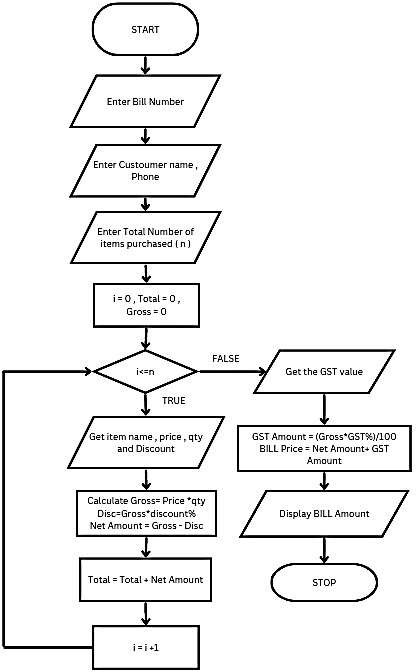 START
Enter Bill Number
Enter Custoumer name ,
Phone
Enter Total Number of
items purchased ( n )
i = 0 , Total = 0 ,
Gross = 0
i<=n
FALSE
TRUE
Get item name , price , qty
and Discount
Calculate Gross= Price *qty
Disc=Gross*discount%
Net Amount = Gross - Disc
Total = Total + Net Amount
i = i +1
Get the GST value
GST Amount = (Gross*GST%)/100
BILL Price = Net Amount+ GST
Amount
Display BILL Amount
STOP